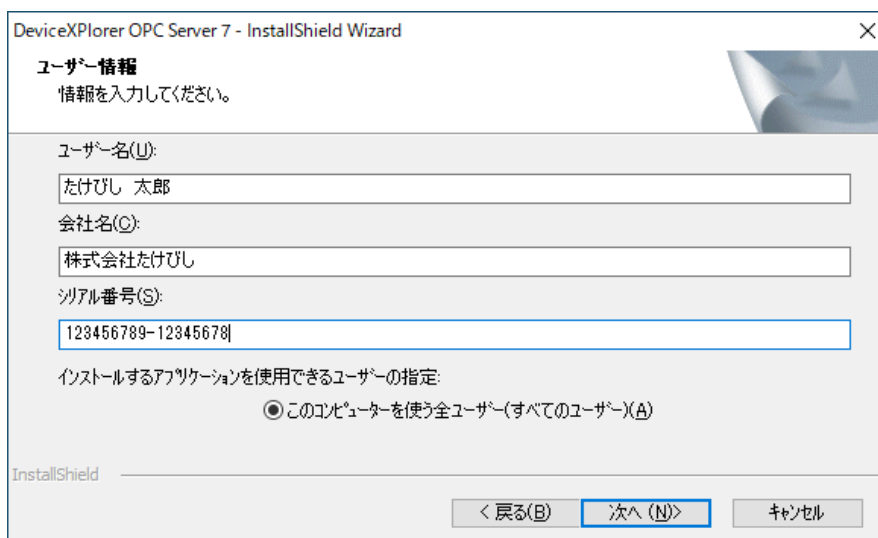 DeviceXPlorer OPC Server 7 - InstallShield Wizard
ユーザー情報
情報を入力してください。
ユーザー名(U):
たけびし 太郎
会社名(C):
株式会社たけびし
シリアル番号(S):
123456789-12345678
インストールするアプリケーションを使用できるユーザーの指定:
このコンピューターを使う全ユーザー(すべてのユーザー)(A)
InstallShield
< 戻る(B) 次へ (N)> キャンセル